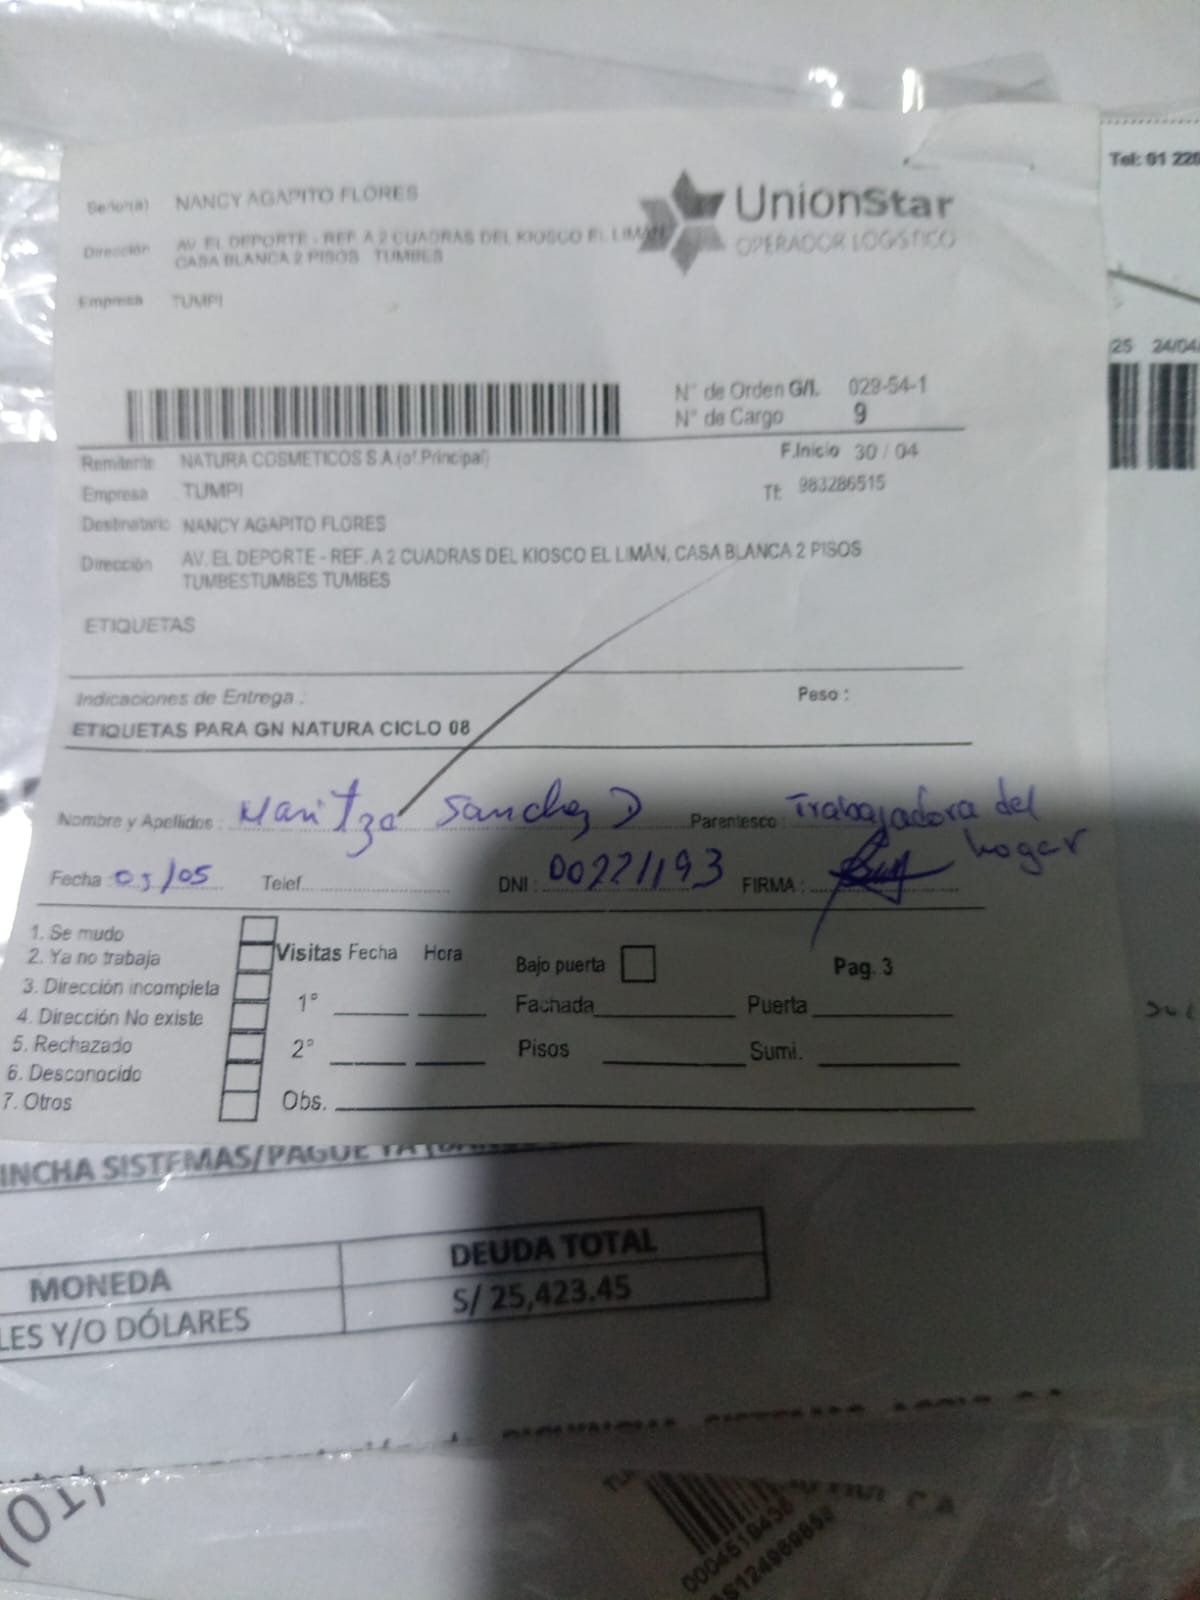 Señor(a) NANCY AGAPITO FLORES
UnionStar
OPERADOR LOGISTICO
Dirección AV. EL DEPORTE - REF. A 2 CUADRAS DEL KIOSCO EL LIMAN
CASA BLANCA 2 PISOS TUMBES
Empresa TUMPI
Tel: 01 220
25 24/04
N° de Orden G/I. 029-54-1
N° de Cargo 9
Remitente NATURA COSMETICOS S.A.(of.Principal)
F.Inicio 30 / 04
Empresa TUMPI
Tf: 983286515
Destinatario NANCY AGAPITO FLORES
Dirección AV. EL DEPORTE - REF. A 2 CUADRAS DEL KIOSCO EL LIMÄN, CASA BLANCA 2 PISOS
TUMBESTUMBES TUMBES
ETIQUETAS
Indicaciones de Entrega : Peso :
ETIQUETAS PARA GN NATURA CICLO 08
Nombre y Apellidos : Maritza Sanchez D Parentesco : Trabajadora del
hogar
Fecha : 03/05 Telef. DNI : 00221193 FIRMA :
1. Se mudo
2. Ya no trabaja
3. Dirección incompleta
4. Dirección No existe
5. Rechazado
6. Desconocido
7. Otros
Visitas Fecha Hora
1°
2°
Obs.
Bajo puerta
Pag. 3
Fachada Puerta
Pisos Sumi.
INCHA SISTEMAS/PAGUE YA
MONEDA DEUDA TOTAL
LES Y/O DÓLARES S/ 25,423.45